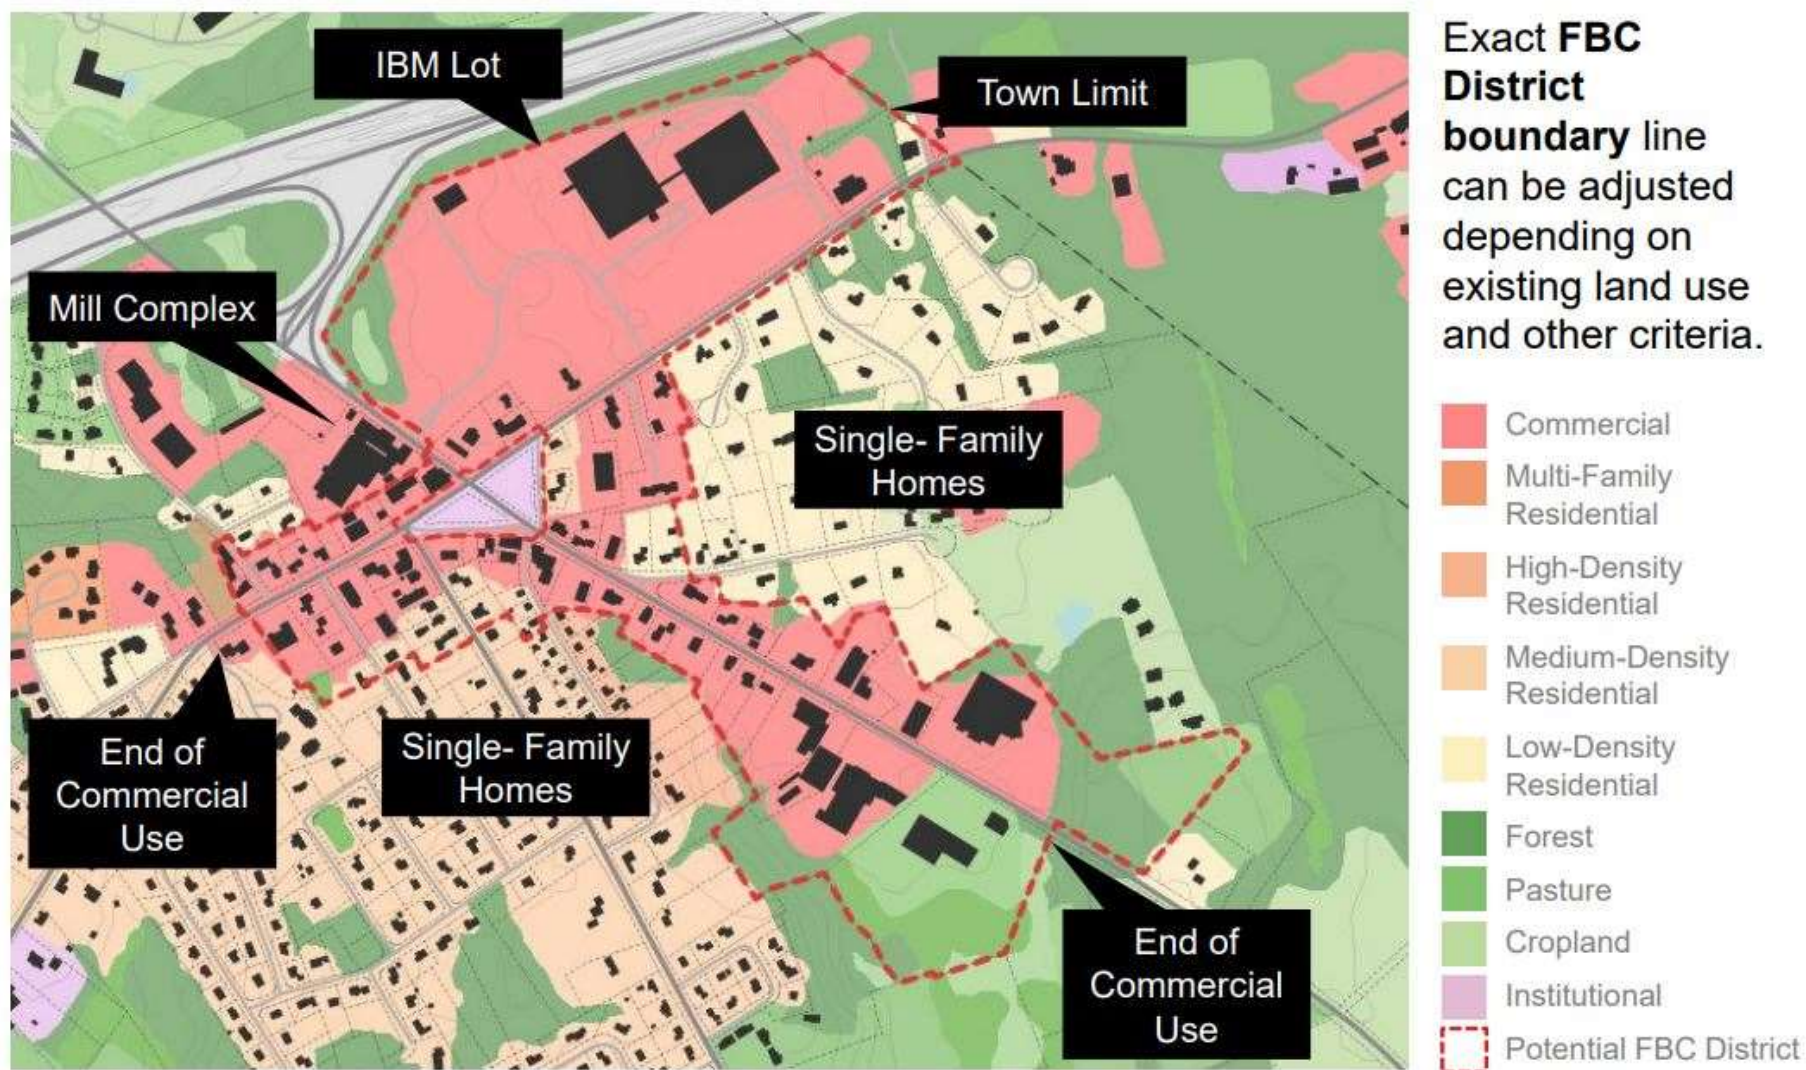 IBM Lot
Town Limit
Mill Complex
Single- Family
Homes
End of
Commercial
Use
Single- Family
Homes
End of
Commercial
Use
Exact FBC
District
boundary line
can be adjusted
depending on
existing land use
and other criteria.
Commercial
Multi-Family
Residential
High-Density
Residential
Medium-Density
Residential
Low-Density
Residential
Forest
Pasture
Cropland
Institutional
Potential FBC District